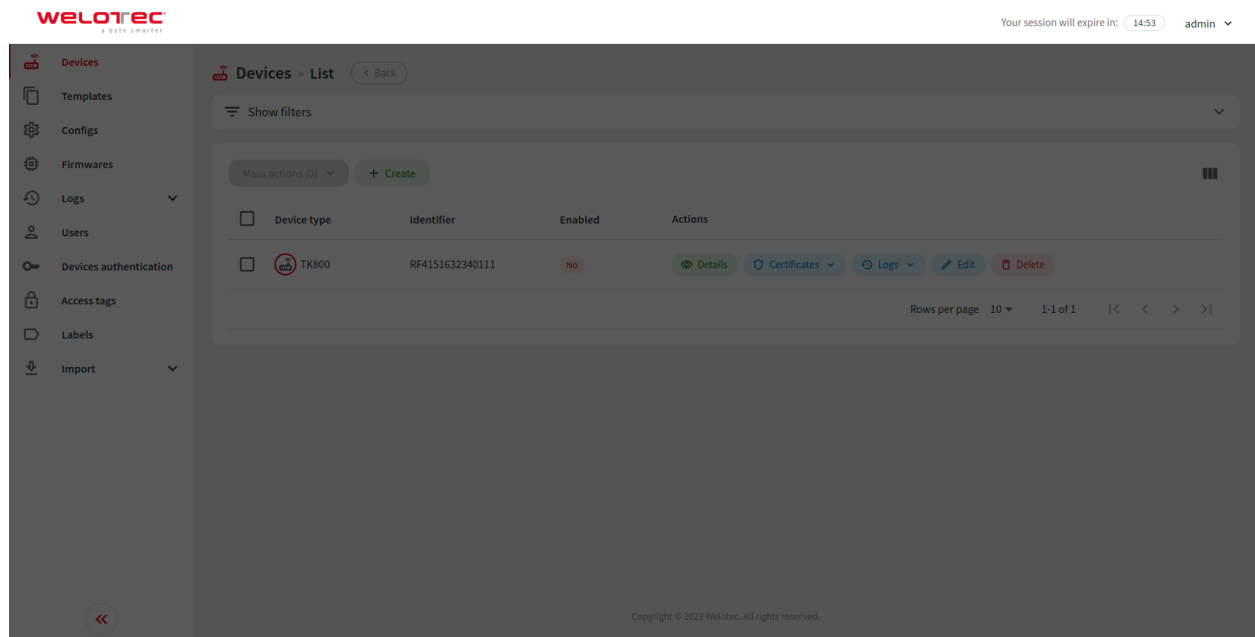 welotec
a byte smarter
Your session will expire in: 14:53 admin
Devices
Templates
Configs
Firmwares
Logs
Users
Devices authentication
Access tags
Labels
Import
Devices > List < Back
Show filters
Mass actions (0) + Create
Device type Identifier Enabled Actions
TK800 RF4151632340111 No Details Certificates Logs Edit Delete
Rows per page 10 1-1 of 1
Copyright © 2023 Welotec. All rights reserved.